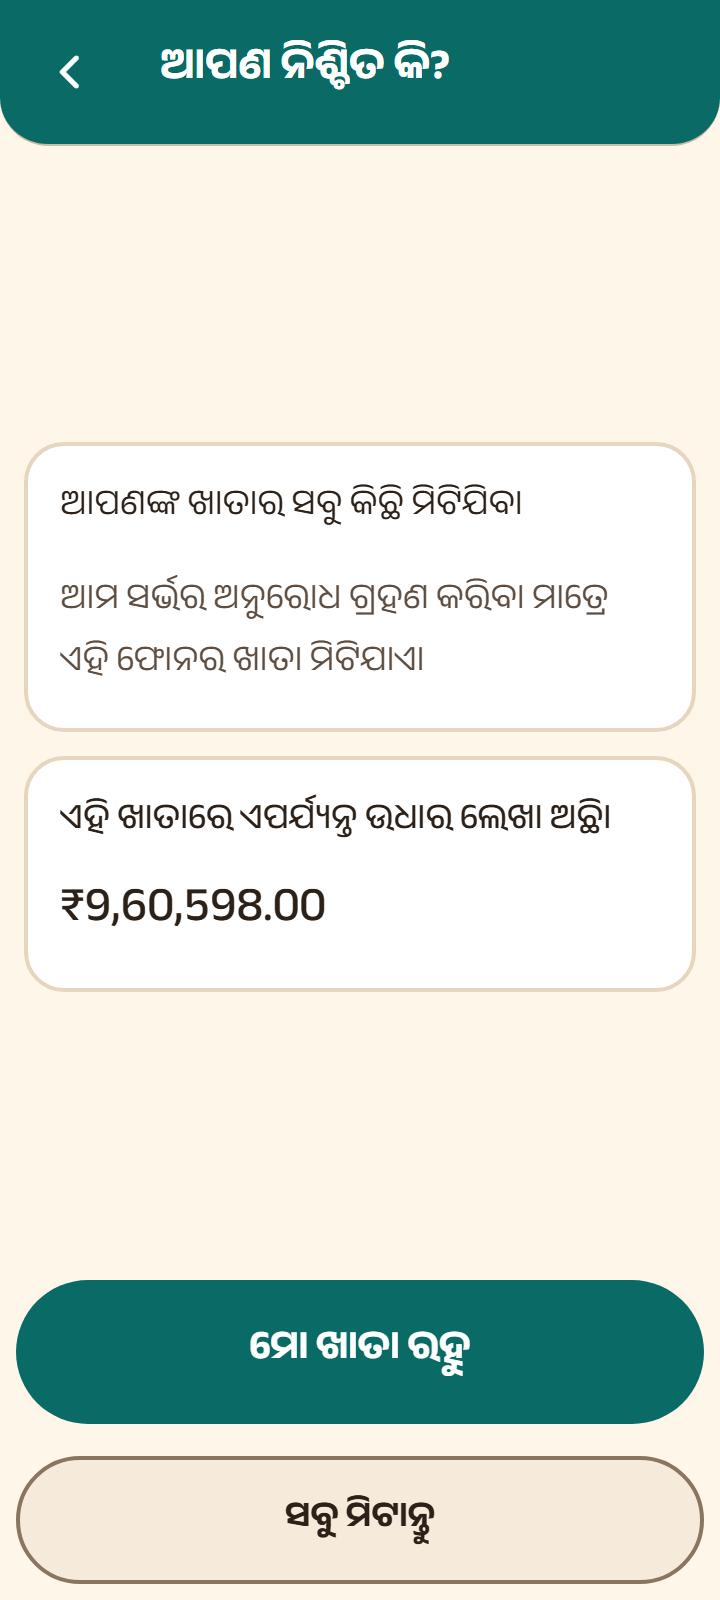 ଆପଣ ନିଶ୍ଚିତ କି?
ଆପଣଙ୍କ ଖାତାର ସବୁ କିଛି ମିଟିଯିବ।
ଆମ ସର୍ଭର ଅନୁରୋଧ ଗ୍ରହଣ କରିବା ମାତ୍ରେ
ଏହି ଫୋନର ଖାତା ମିଟିଯାଏ।
ଏହି ଖାତାରେ ଏପର୍ଯ୍ୟନ୍ତ ଉଧାର ଲେଖା ଅଛି।
₹9,60,598.00
ମୋ ଖାତା ରହୁ
ସବୁ ମିଟାନ୍ତୁ